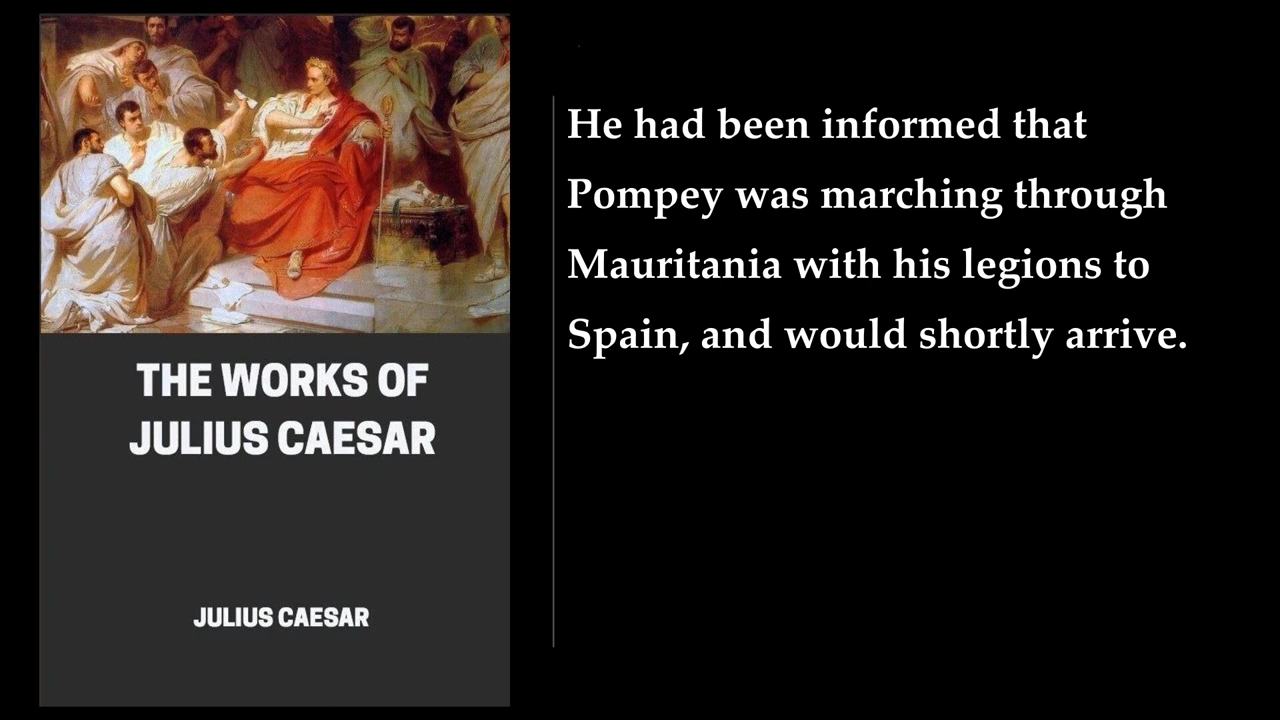 THE WORKS OF
JULIUS CAESAR
JULIUS CAESAR
He had been informed that
Pompey was marching through
Mauritania with his legions to
Spain, and would shortly arrive.